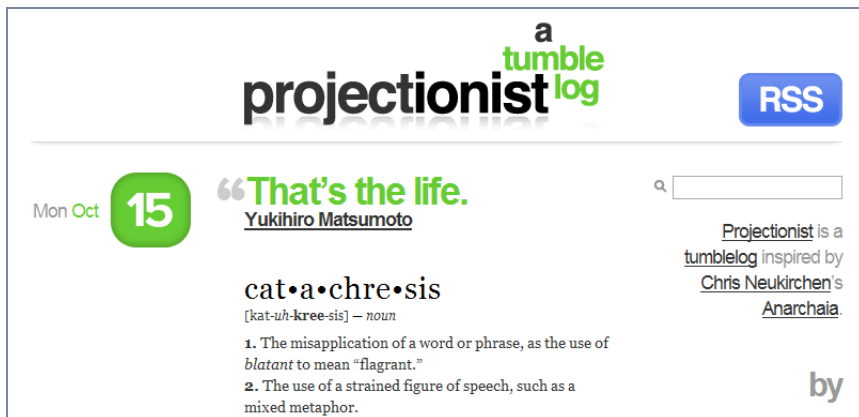 a
tumble
projectionist log
RSS
Mon Oct 15
“That’s the life.
Yukihiro Matsumoto
cat•a•chre•sis
[kat-uh-kree-sis] – noun
1. The misapplication of a word or phrase, as the use of
blatant to mean “flagrant.”
2. The use of a strained figure of speech, such as a
mixed metaphor.
Projectionist is a
tumblelog inspired by
Chris Neukirchen’s
Anarchaia.
by